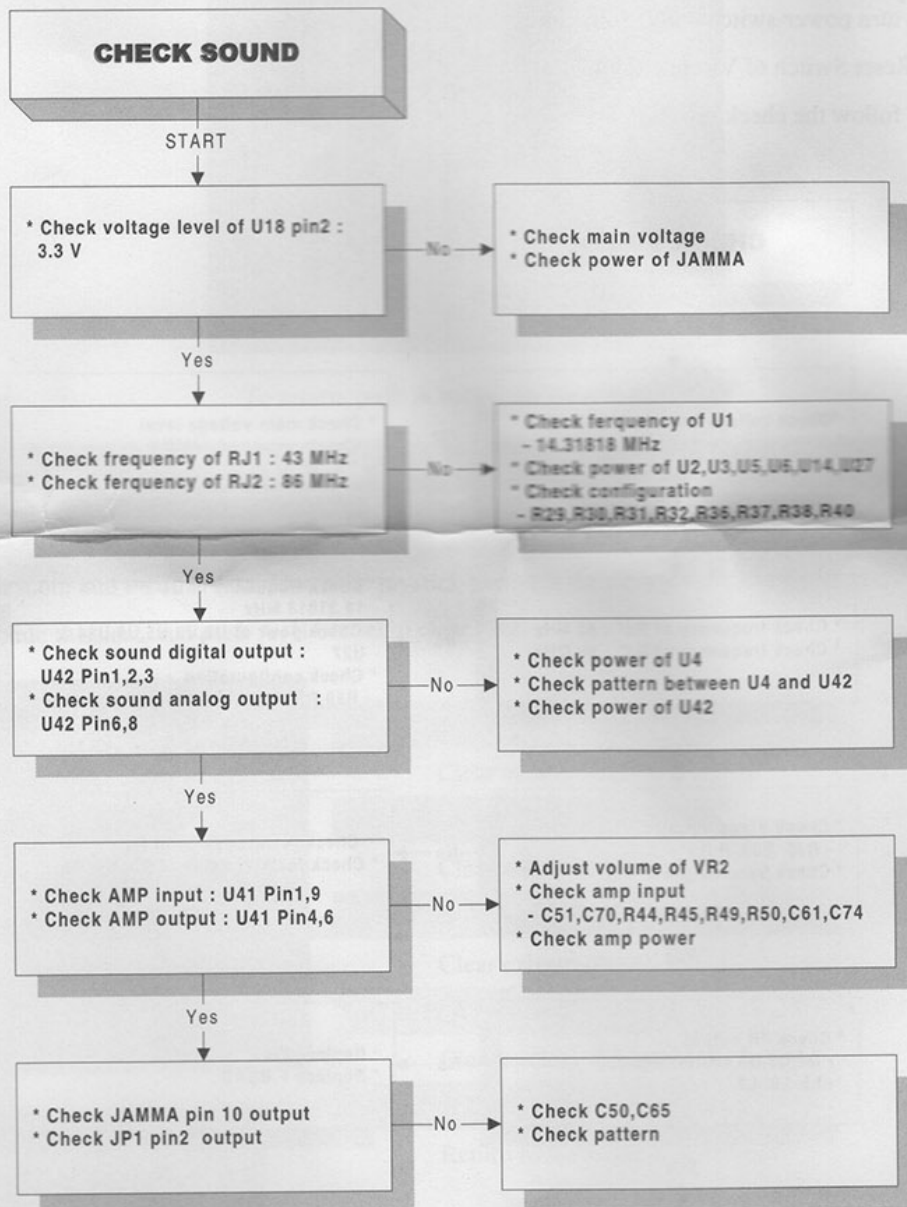 turn power switch
follow the check
CHECK SOUND
START
* Check voltage level of U18 pin2 :
3.3 V
No
* Check main voltage
* Check power of JAMMA
Yes
* Check frequency of RJ1 : 43 MHz
* Check ferquency of RJ2 : 86 MHz
No
* Check ferquency of U1
- 14.31818 MHz
* Check power of U2,U3,U5,U6,U14,U27
* Check configuration
- R29,R30,R31,R32,R36,R37,R38,R40
Yes
* Check sound digital output :
U42 Pin1,2,3
* Check sound analog output :
U42 Pin6,8
No
* Check power of U4
* Check pattern between U4 and U42
* Check power of U42
Yes
* Check AMP input : U41 Pin1,9
* Check AMP output : U41 Pin4,6
No
* Adjust volume of VR2
* Check amp input
- C51,C70,R44,R45,R49,R50,C61,C74
* Check amp power
Yes
* Check JAMMA pin 10 output
* Check JP1 pin2 output
No
* Check C50,C65
* Check pattern